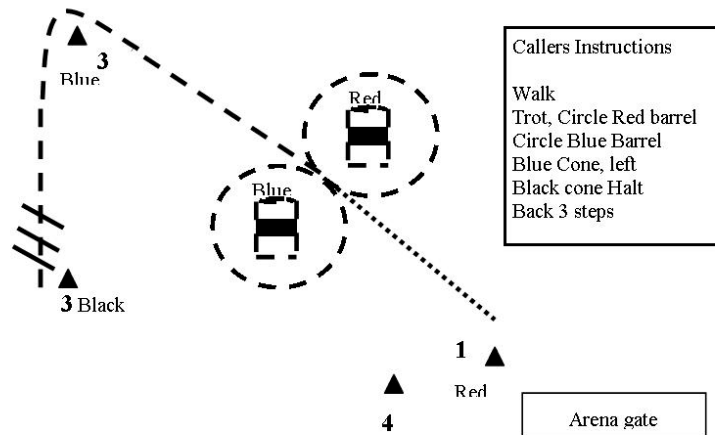 3
Blue
Red
Blue
3 Black
1
Red
4
Callers Instructions
Walk
Trot, Circle Red barrel
Circle Blue Barrel
Blue Cone, left
Black cone Halt
Back 3 steps
Arena gate